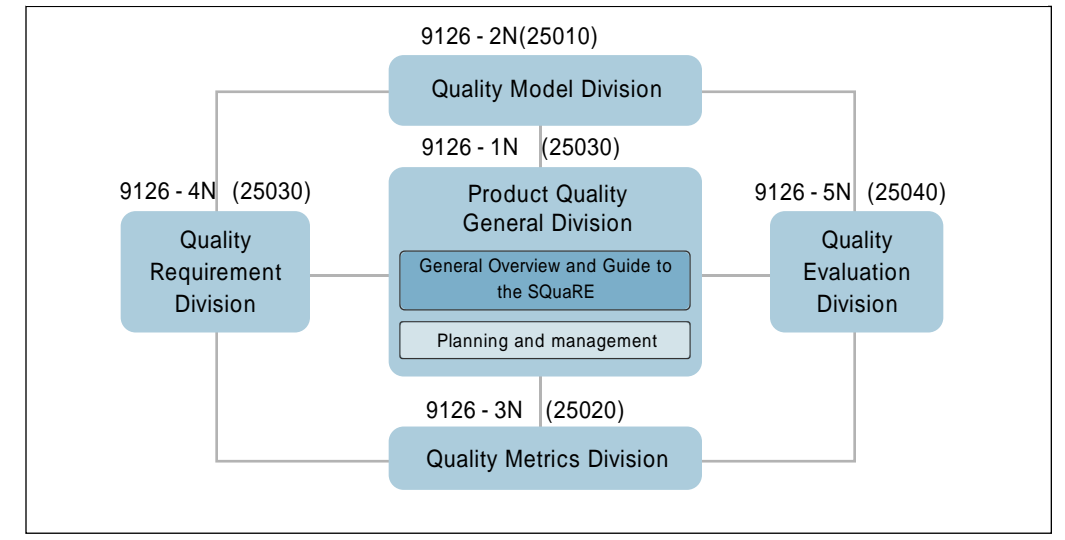 9126 - 2N(25010)
Quality Model Division
9126 - 1N (25030)
9126 - 4N (25030)
Product Quality
General Division
9126 - 5N (25040)
Quality
Requirement
Division
General Overview and Guide to
the SQuaRE
Planning and management
Quality
Evaluation
Division
9126 - 3N (25020)
Quality Metrics Division